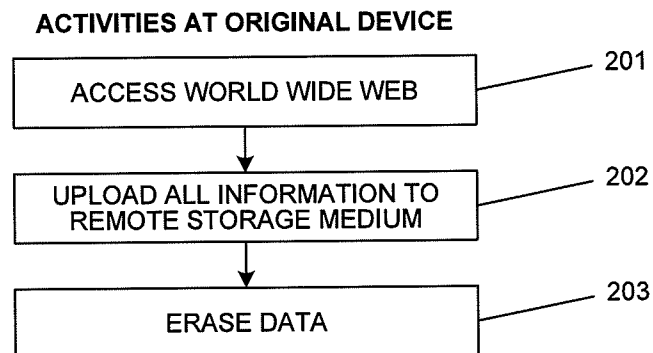 ACTIVITIES AT ORIGINAL DEVICE
201
ACCESS WORLD WIDE WEB
202
UPLOAD ALL INFORMATION TO
REMOTE STORAGE MEDIUM
203
ERASE DATA